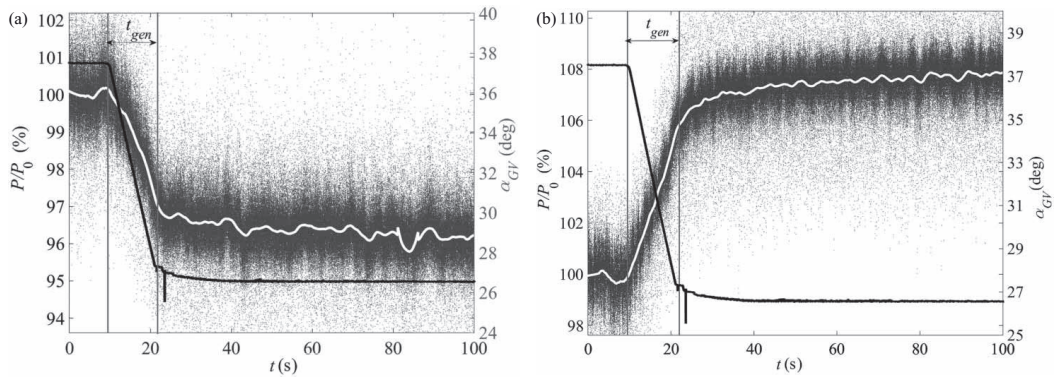 (a)
t_gen
102
101
100
99
98
97
96
95
94
P/P_0 (%)
0 20 40 60 80 100
t (s)
40
38
36
34
32
30
28
26
24
α_GV (deg)
(b)
t_gen
110
108
106
104
102
100
98
P/P_0 (%)
0 20 40 60 80 100
t (s)
39
37
35
33
31
29
27
25
α_GV (deg)